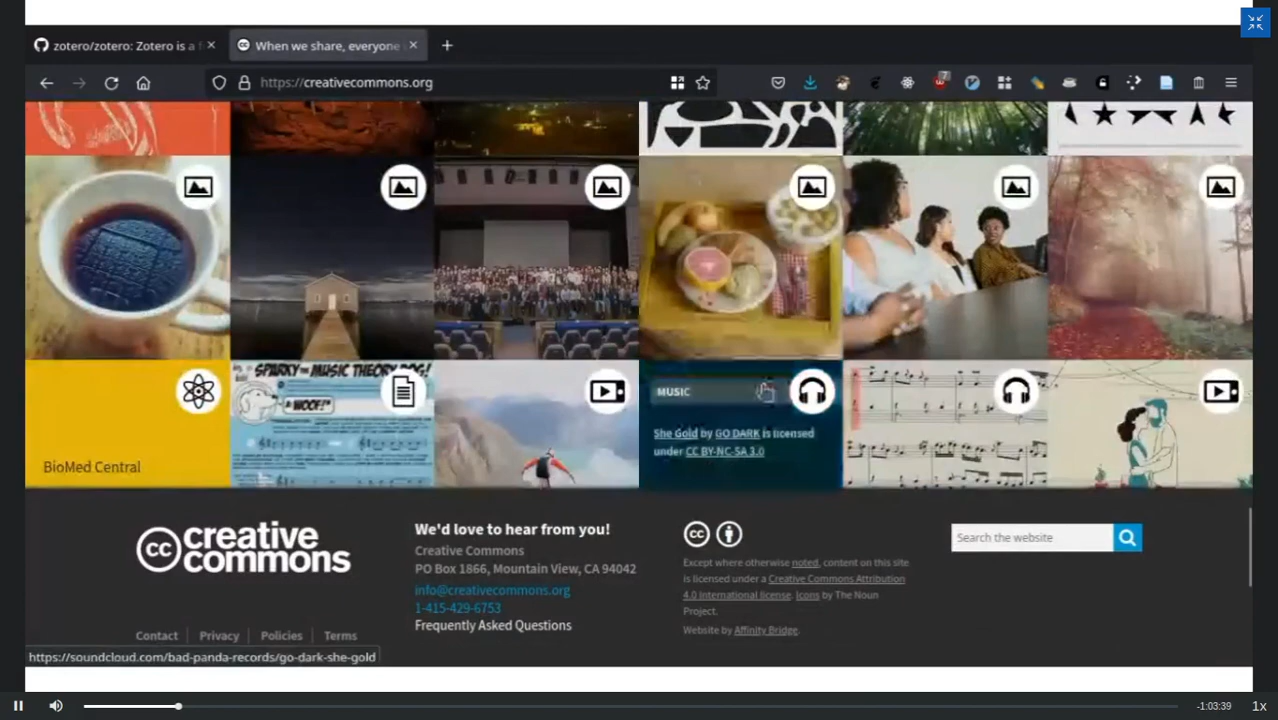 zotero/zotero: Zotero is a f
When we share, everyone
https://creativecommons.org
7
BioMed Central
SPARKY THE MUSIC THEORY DOG!
WOOF!
MUSIC
She Gold by GO DARK is licensed
under CC BY-NC-SA 3.0
cc creative
commons
We'd love to hear from you!
Creative Commons
PO Box 1866, Mountain View, CA 94042
info@creativecommons.org
1-415-429-6753
Frequently Asked Questions
cc
Except where otherwise noted, content on this site
is licensed under a Creative Commons Attribution
4.0 International license. Icons by The Noun
Project.
Website by Affinity Bridge.
Search the website
Contact Privacy Policies Terms
https://soundcloud.com/bad-panda-records/go-dark-she-gold
-1:03:39
1x